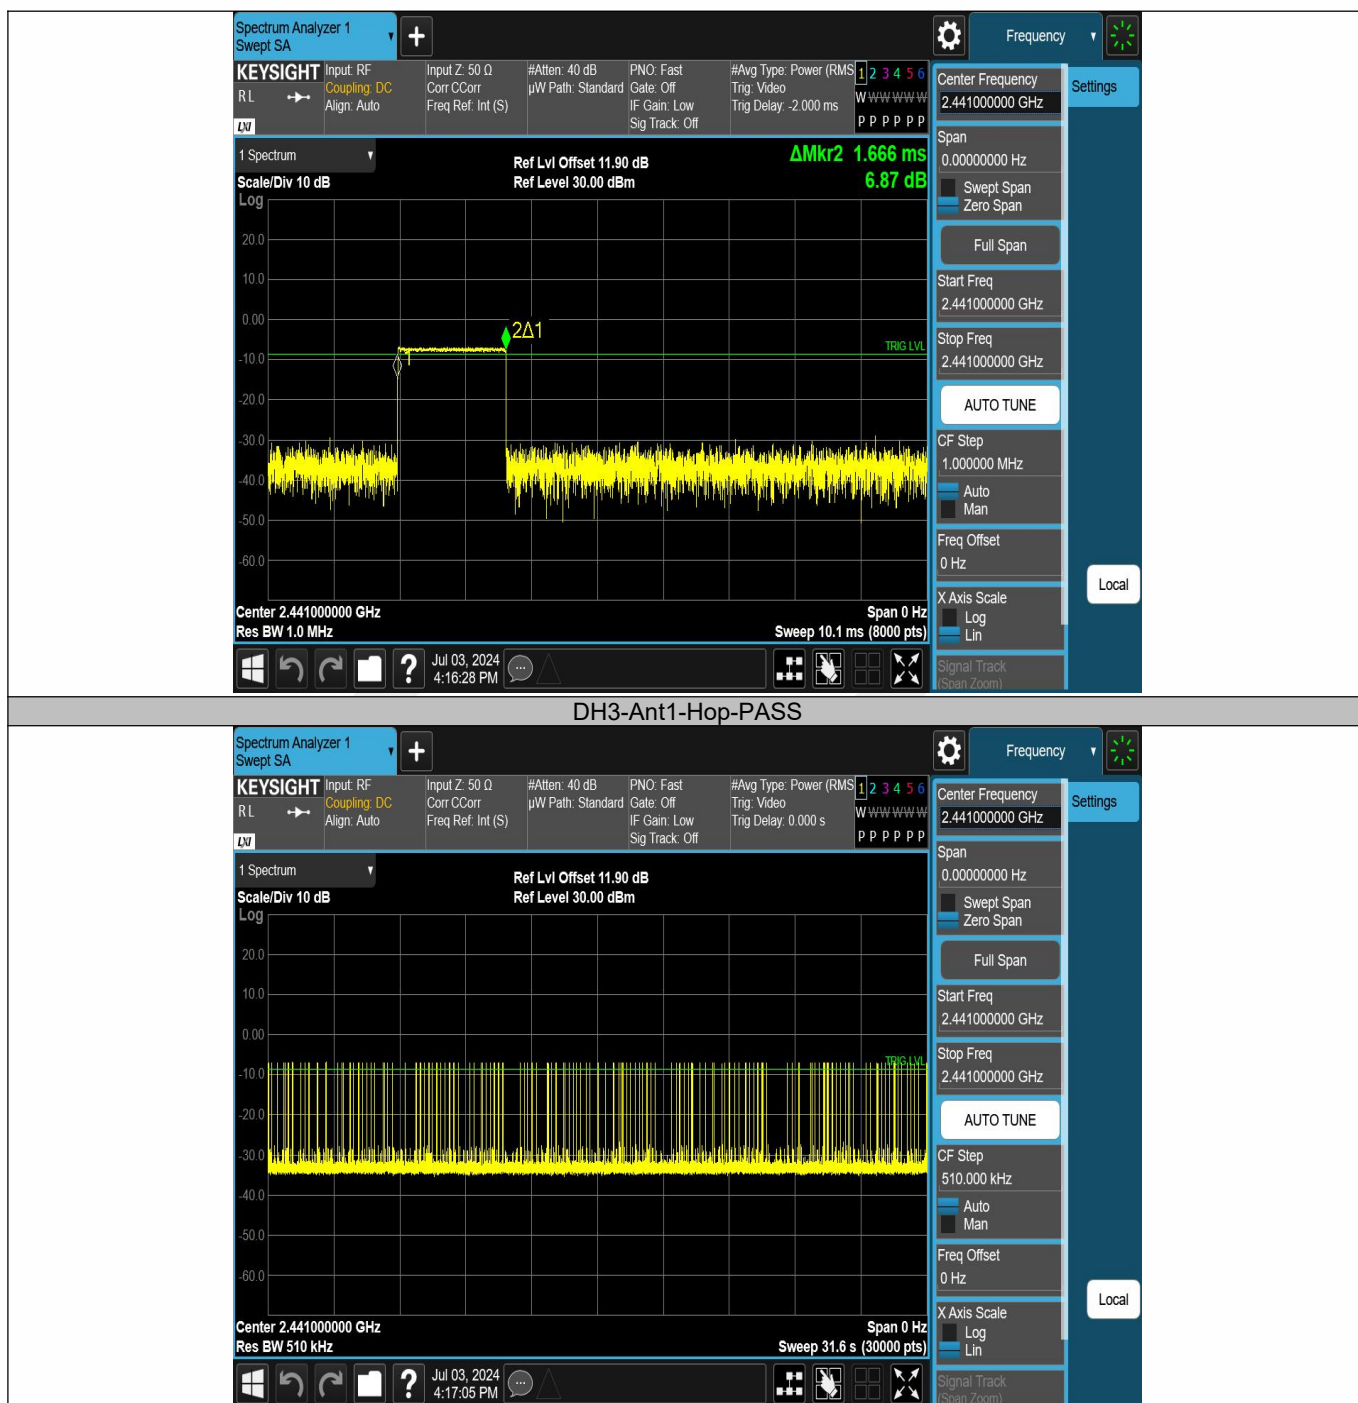 Spectrum Analyzer 1
Swept SA
Frequency
KEYSIGHT
RL
LXI
Input: RF
Coupling: DC
Align: Auto
Input Z: 50 Ω
Corr CCorr
Freq Ref: Int (S)
#Atten: 40 dB
µW Path: Standard
PNO: Fast
Gate: Off
IF Gain: Low
Sig Track: Off
#Avg Type: Power (RMS
Trig: Video
Trig Delay: -2.000 ms
1 2 3 4 5 6
W W W W W W
P P P P P P
1 Spectrum
Scale/Div 10 dB
Log
Ref Lvl Offset 11.90 dB
Ref Level 30.00 dBm
ΔMkr2 1.666 ms
6.87 dB
20.0
10.0
0.00
-10.0
-20.0
-30.0
-40.0
-50.0
-60.0
2Δ1
1
TRIG LVL
Center 2.441000000 GHz
Res BW 1.0 MHz
Span 0 Hz
Sweep 10.1 ms (8000 pts)
Jul 03, 2024
4:16:28 PM
Center Frequency
2.441000000 GHz
Settings
Span
0.00000000 Hz
Swept Span
Zero Span
Full Span
Start Freq
2.441000000 GHz
Stop Freq
2.441000000 GHz
AUTO TUNE
CF Step
1.000000 MHz
Auto
Man
Freq Offset
0 Hz
X Axis Scale
Log
Lin
Signal Track
(Span Zoom)
Local
DH3-Ant1-Hop-PASS
Spectrum Analyzer 1
Swept SA
Frequency
KEYSIGHT
RL
LXI
Input: RF
Coupling: DC
Align: Auto
Input Z: 50 Ω
Corr CCorr
Freq Ref: Int (S)
#Atten: 40 dB
µW Path: Standard
PNO: Fast
Gate: Off
IF Gain: Low
Sig Track: Off
#Avg Type: Power (RMS
Trig: Video
Trig Delay: 0.000 s
1 2 3 4 5 6
W W W W W W
P P P P P P
1 Spectrum
Scale/Div 10 dB
Log
Ref Lvl Offset 11.90 dB
Ref Level 30.00 dBm
20.0
10.0
0.00
-10.0
-20.0
-30.0
-40.0
-50.0
-60.0
TRIG LVL
Center 2.441000000 GHz
Res BW 510 kHz
Span 0 Hz
Sweep 31.6 s (30000 pts)
Jul 03, 2024
4:17:05 PM
Center Frequency
2.441000000 GHz
Settings
Span
0.00000000 Hz
Swept Span
Zero Span
Full Span
Start Freq
2.441000000 GHz
Stop Freq
2.441000000 GHz
AUTO TUNE
CF Step
510.000 kHz
Auto
Man
Freq Offset
0 Hz
X Axis Scale
Log
Lin
Signal Track
(Span Zoom)
Local